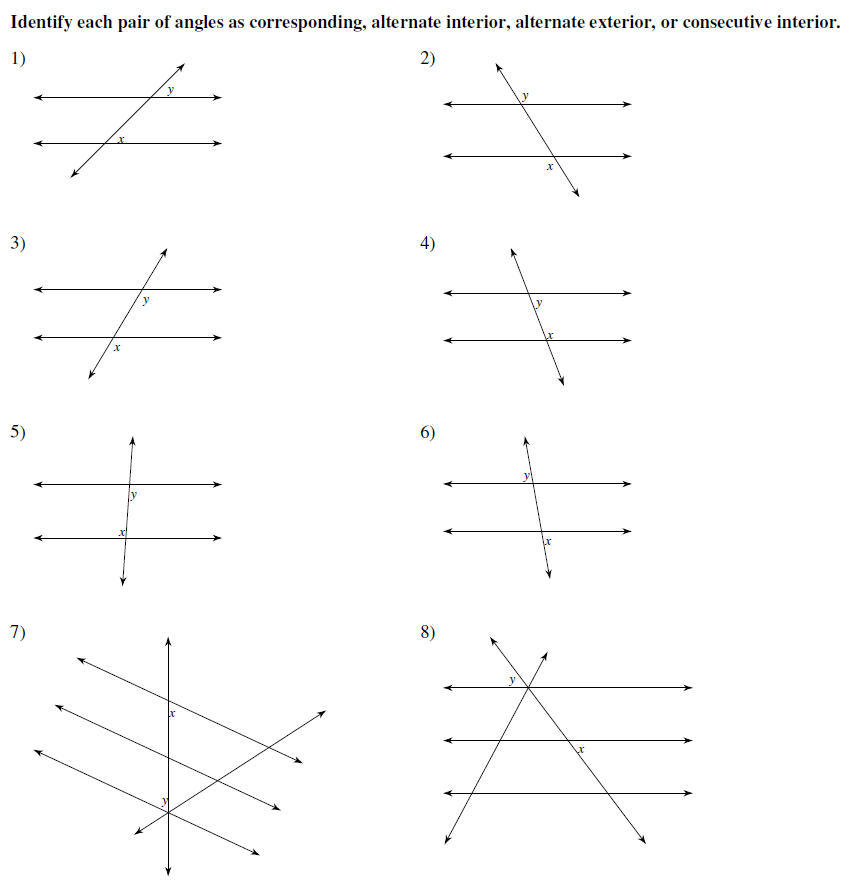 Identify each pair of angles as corresponding, alternate interior, alternate exterior, or consecutive interior.
1)
y
x
2)
y
x
3)
y
x
4)
y
x
5)
y
x
6)
y
x
7)
x
y
8)
y
x